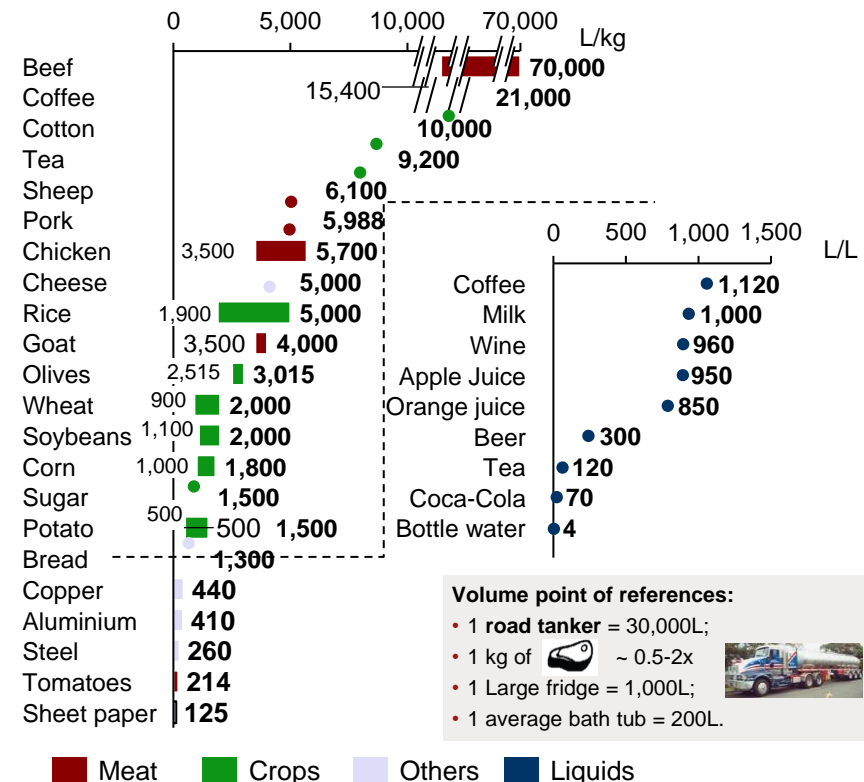 0 5,000 10,000 70,000
L/kg
Beef 15,400 70,000
Coffee 21,000
Cotton 10,000
Tea 9,200
Sheep 6,100
Pork 5,988
Chicken 3,500 5,700
Cheese 5,000
Rice 1,900 5,000
Goat 3,500 4,000
Olives 2,515 3,015
Wheat 900 2,000
Soybeans 1,100 2,000
Corn 1,000 1,800
Sugar 1,500
Potato 500 500 1,500
Bread 1,300
Copper 440
Aluminium 410
Steel 260
Tomatoes 214
Sheet paper 125
0 500 1,000 1,500
L/L
Coffee 1,120
Milk 1,000
Wine 960
Apple Juice 950
Orange juice 850
Beer 300
Tea 120
Coca-Cola 70
Bottle water 4
Volume point of references:
• 1 road tanker = 30,000L;
• 1 kg of ~ 0.5-2x
• 1 Large fridge = 1,000L;
• 1 average bath tub = 200L.
Meat Crops Others Liquids